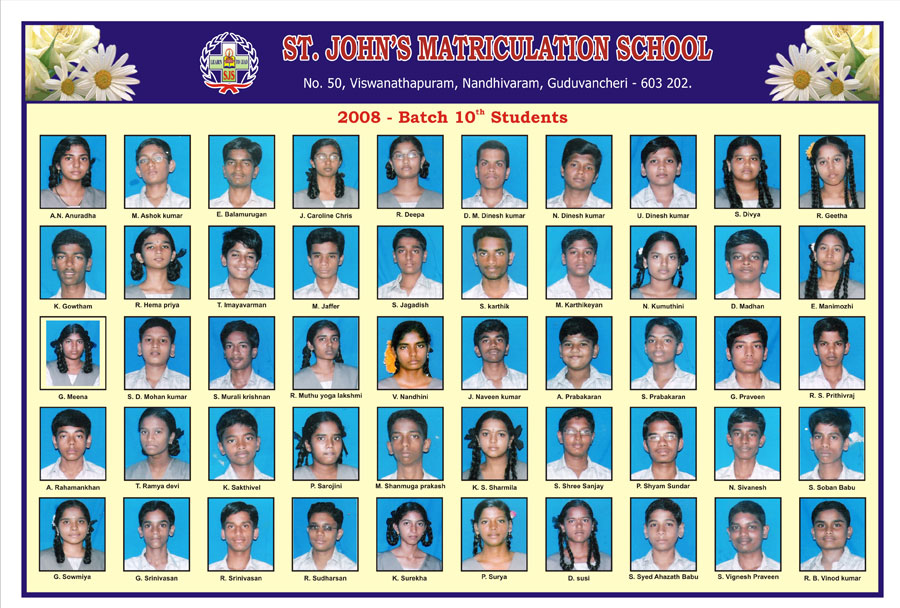 ST. JOHN'S MATRICULATION SCHOOL
LEARN TO LEAD
SJS
No. 50, Viswanathapuram, Nandhivaram, Guduvancheri - 603 202.
2008 - Batch 10th Students
A.N. Anuradha M. Ashok kumar E. Balamurugan J. Caroline Chris R. Deepa D. M. Dinesh kumar N. Dinesh kumar U. Dinesh kumar S. Divya R. Geetha
K. Gowtham R. Hema priya T. Imayavarman M. Jaffer S. Jagadish S. karthik M. Karthikeyan N. Kumuthini D. Madhan E. Manimozhi
G. Meena S. D. Mohan kumar S. Murali krishnan R. Muthu yoga lakshmi V. Nandhini J. Naveen kumar A. Prabakaran S. Prabakaran G. Praveen R. S. Prithivraj
A. Rahamankhan T. Ramya devi K. Sakthivel P. Sarojini M. Shanmuga prakash K. S. Sharmila S. Shree Sanjay P. Shyam Sundar N. Sivanesh S. Soban Babu
G. Sowmiya G. Srinivasan R. Srinivasan R. Sudharsan K. Surekha P. Surya D. susi S. Syed Ahazath Babu S. Vignesh Praveen R. B. Vinod kumar